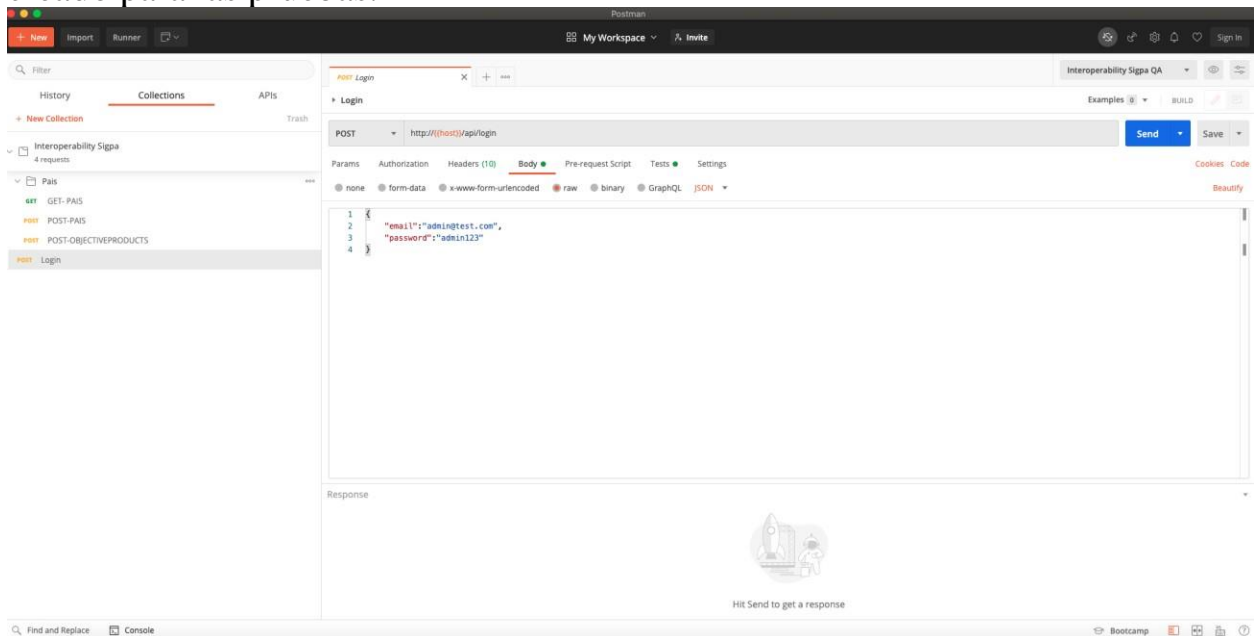 Postman
+ New Import Runner My Workspace Invite Sign In
Filter
History Collections APIs
+ New Collection Trash
Interoperability Sigpa
4 requests
Pais
GET GET- PAIS
POST POST-PAIS
POST POST-OBJECTIVEPRODUCTS
POST Login
POST Login X + Interoperability Sigpa QA
Login Examples 0 BUILD
POST http://{{host}}/api/login Send Save
Params Authorization Headers (10) Body Pre-request Script Tests Settings Cookies Code
none form-data x-www-form-urlencoded raw binary GraphQL JSON Beautify
1 {
2 "email":"admin@test.com",
3 "password":"admin123"
4 }
Response
Hit Send to get a response
Find and Replace Console Bootcamp